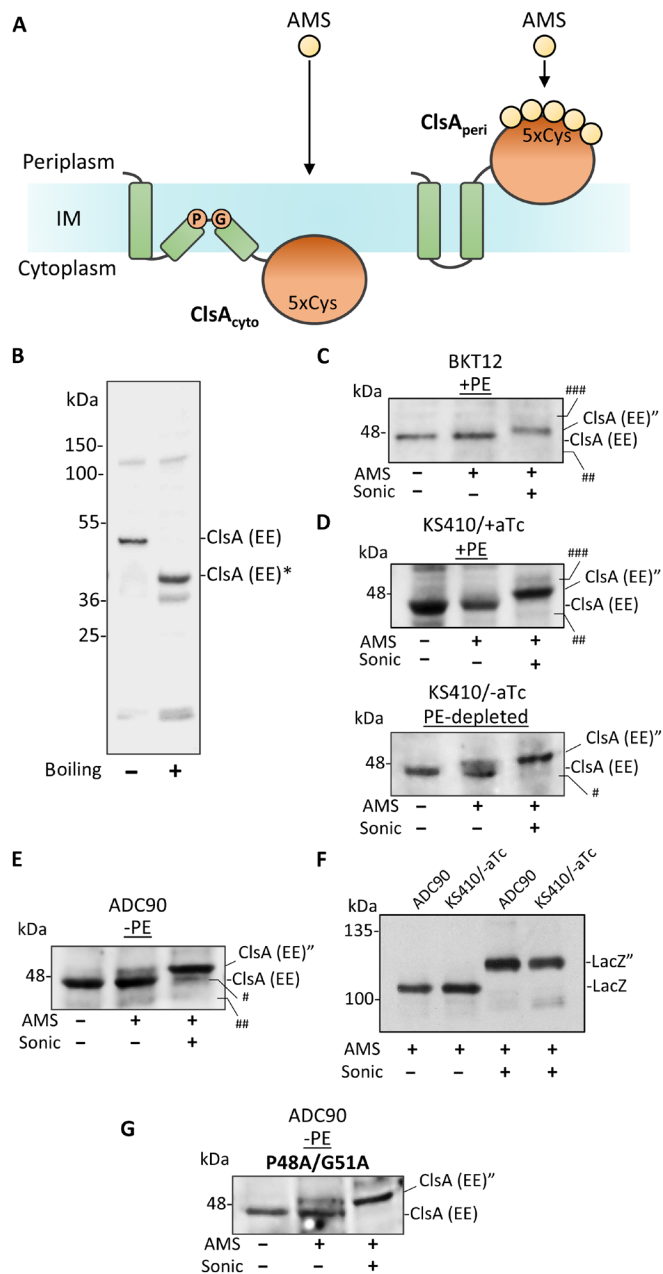 A
AMS
AMS
ClsAperi
5xCys
Periplasm
IM
P
G
Cytoplasm
5xCys
ClsAcyto
B
kDa
150-
100-
55-
36-
25-
ClsA (EE)
ClsA (EE)*
Boiling – +
C
BKT12
+PE
kDa
48-
###
ClsA (EE)”
ClsA (EE)
##
AMS – + +
Sonic – – +
D
KS410/+aTc
+PE
kDa
48-
###
ClsA (EE)”
ClsA (EE)
##
AMS – + +
Sonic – – +
KS410/-aTc
PE-depleted
kDa
48-
ClsA (EE)”
ClsA (EE)
#
AMS – + +
Sonic – – +
E
ADC90
-PE
kDa
48-
ClsA (EE)”
ClsA (EE)
#
##
AMS – + +
Sonic – – +
F
ADC90 KS410/-aTc ADC90 KS410/-aTc
kDa
135-
100-
LacZ”
LacZ
AMS + + + +
Sonic – – + +
G
ADC90
-PE
P48A/G51A
kDa
48-
ClsA (EE)”
ClsA (EE)
AMS – + +
Sonic – – +